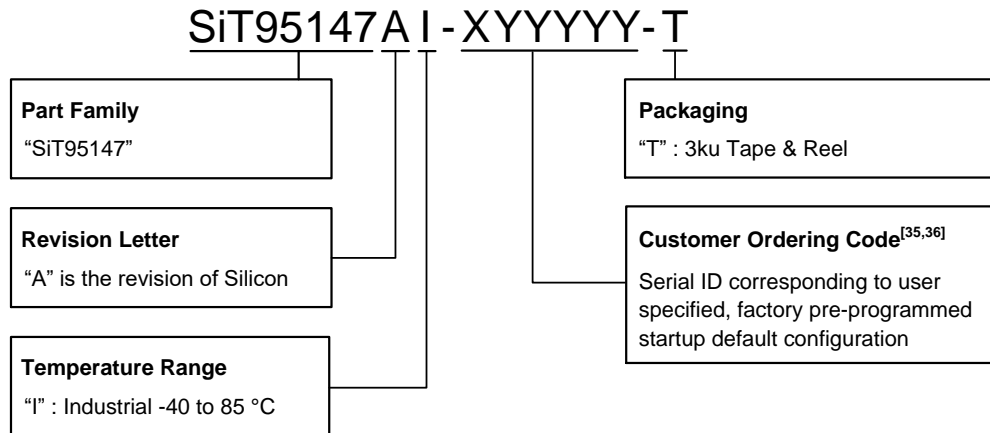 SiT95147AI-XYYYYY-T
Part Family
“SiT95147”
Revision Letter
“A” is the revision of Silicon
Temperature Range
“I” : Industrial -40 to 85 °C
Packaging
“T” : 3ku Tape & Reel
Customer Ordering Code[35,36]
Serial ID corresponding to user
specified, factory pre-programmed
startup default configuration